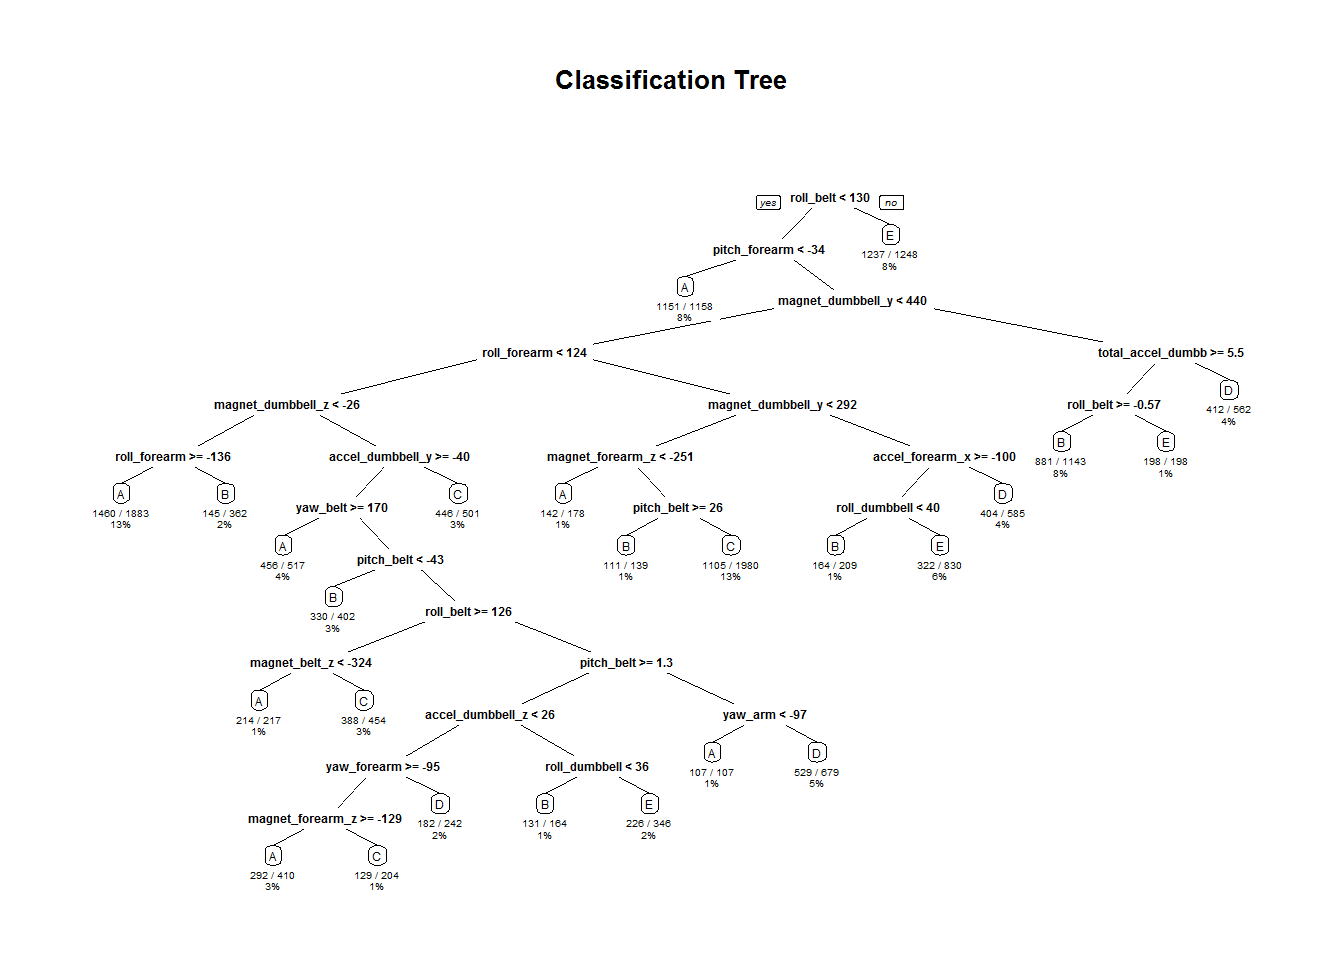 Classification Tree
yes
roll_belt < 130
no
E
1237 / 1248
8%
pitch_forearm < -34
A
1151 / 1158
8%
magnet_dumbbell_y < 440
roll_forearm < 124
total_accel_dumbb >= 5.5
D
412 / 562
4%
magnet_dumbbell_z < -26
magnet_dumbbell_y < 292
roll_belt >= -0.57
B
881 / 1143
8%
E
198 / 198
1%
roll_forearm >= -136
accel_dumbbell_y >= -40
magnet_forearm_z < -251
accel_forearm_x >= -100
A
1460 / 1883
13%
B
145 / 362
2%
C
446 / 501
3%
A
142 / 178
1%
D
404 / 585
4%
yaw_belt >= 170
pitch_belt >= 26
roll_dumbbell < 40
A
456 / 517
4%
B
111 / 139
1%
C
1105 / 1980
13%
B
164 / 209
1%
E
322 / 830
6%
pitch_belt < -43
B
330 / 402
3%
roll_belt >= 126
magnet_belt_z < -324
pitch_belt >= 1.3
A
214 / 217
1%
C
388 / 454
3%
accel_dumbbell_z < 26
yaw_arm < -97
A
107 / 107
1%
D
529 / 679
5%
yaw_forearm >= -95
roll_dumbbell < 36
D
182 / 242
2%
B
131 / 164
1%
E
226 / 346
2%
magnet_forearm_z >= -129
A
292 / 410
3%
C
129 / 204
1%